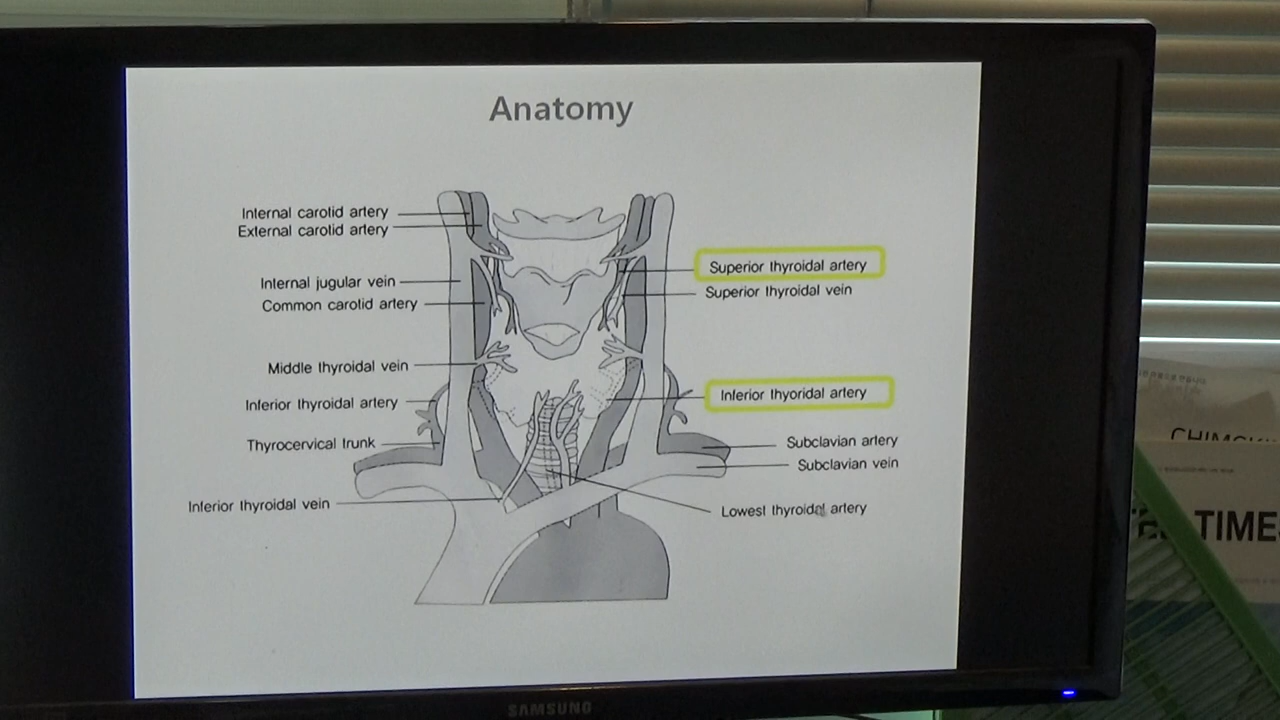 Anatomy
Internal carotid artery
External carotid artery
Internal jugular vein
Common carotid artery
Middle thyroidal vein
Inferior thyroidal artery
Thyrocervical trunk
Inferior thyroidal vein
Superior thyroidal artery
Superior thyroidal vein
Inferior thyoridal artery
Subclavian artery
Subclavian vein
Lowest thyroidal artery
SAMSUNG
TIMES